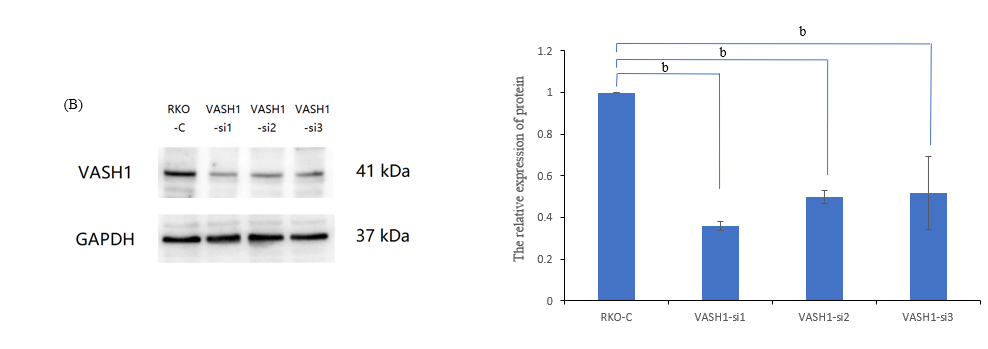 (B)
RKO
-C
VASH1
-si1
VASH1
-si2
VASH1
-si3
VASH1
41 kDa
GAPDH
37 kDa
The relative expression of protein
1.2
1
0.8
0.6
0.4
0.2
0
b
b
b
RKO-C
VASH1-si1
VASH1-si2
VASH1-si3